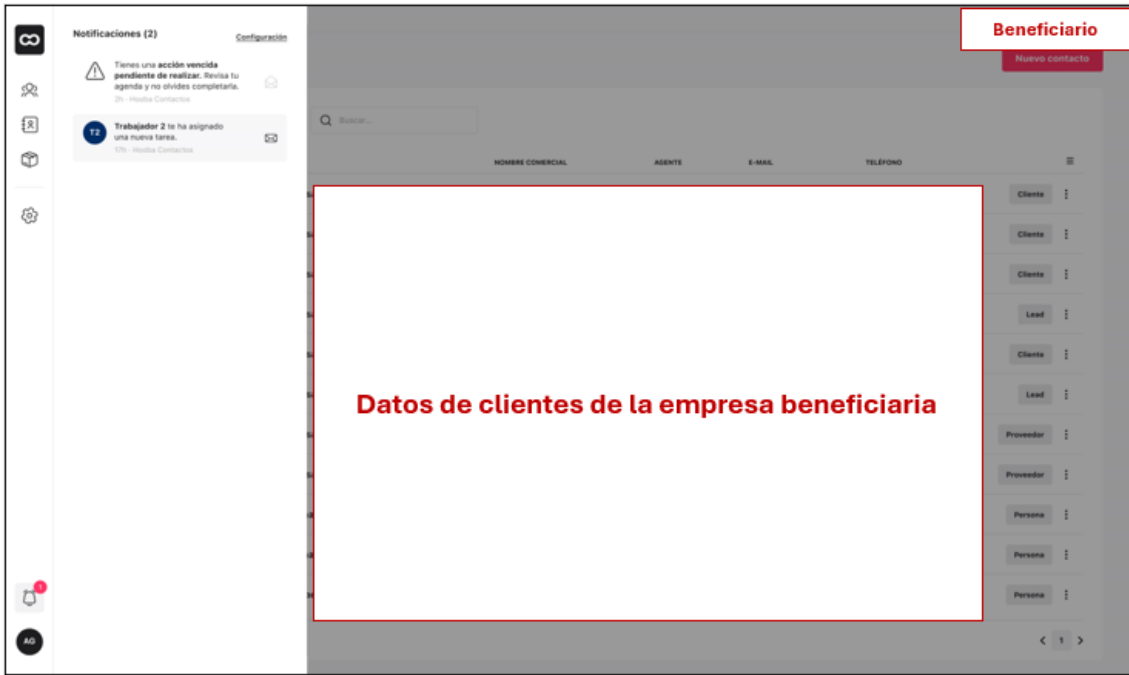 Beneficiario
Notificaciones (2)
Configuración
Nuevo contacto
Tienes una acción vencida
pendiente de realizar. Revisa tu
agenda y no olvides completarla.
2h - Hooba Contactos
Buscar...
T2
Trabajador 2 te ha asignado
una nueva tarea.
17h - Hooba Contactos
NOMBRE COMERCIAL AGENTE E-MAIL TELÉFONO
Cliente
Cliente
Cliente
Lead
Cliente
Datos de clientes de la empresa beneficiaria
Lead
Proveedor
Proveedor
Persona
Persona
Persona
1
AG
1